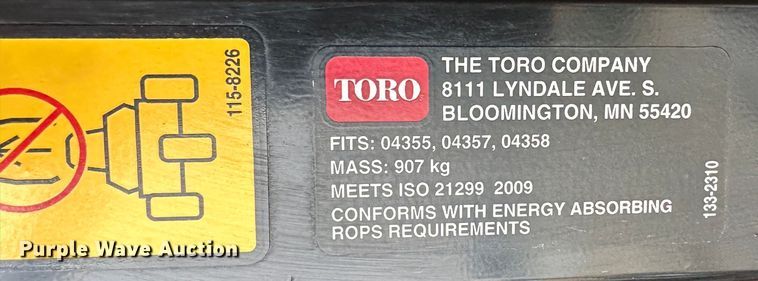 115-8226
TORO
THE TORO COMPANY
8111 LYNDALE AVE. S.
BLOOMINGTON, MN 55420
FITS: 04355, 04357, 04358
MASS: 907 kg
MEETS ISO 21299 2009
CONFORMS WITH ENERGY ABSORBING
ROPS REQUIREMENTS
133-2310
Purple Wave Auction